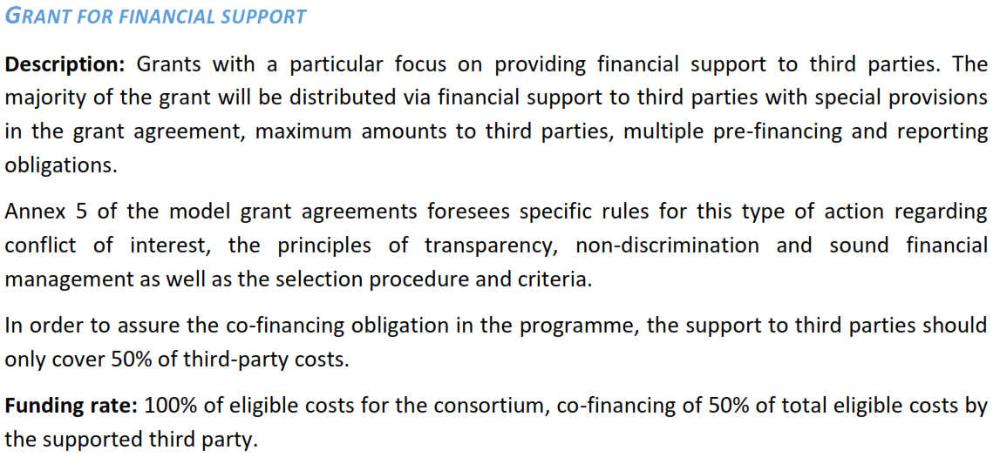 GRANT FOR FINANCIAL SUPPORT
Description: Grants with a particular focus on providing financial support to third parties. The
majority of the grant will be distributed via financial support to third parties with special provisions
in the grant agreement, maximum amounts to third parties, multiple pre-financing and reporting
obligations.
Annex 5 of the model grant agreements foresees specific rules for this type of action regarding
conflict of interest, the principles of transparency, non-discrimination and sound financial
management as well as the selection procedure and criteria.
In order to assure the co-financing obligation in the programme, the support to third parties should
only cover 50% of third-party costs.
Funding rate: 100% of eligible costs for the consortium, co-financing of 50% of total eligible costs by
the supported third party.